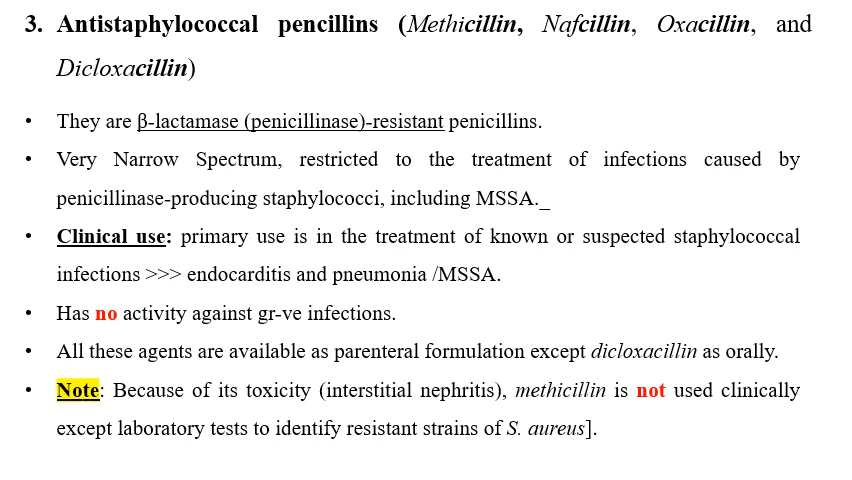 3. Antistaphylococcal pencillins (Methicillin, Nafcillin, Oxacillin, and
Dicloxacillin)
• They are β-lactamase (penicillinase)-resistant penicillins.
• Very Narrow Spectrum, restricted to the treatment of infections caused by
penicillinase-producing staphylococci, including MSSA._
• Clinical use: primary use is in the treatment of known or suspected staphylococcal
infections >>> endocarditis and pneumonia /MSSA.
• Has no activity against gr-ve infections.
• All these agents are available as parenteral formulation except dicloxacillin as orally.
• Note: Because of its toxicity (interstitial nephritis), methicillin is not used clinically
except laboratory tests to identify resistant strains of S. aureus].